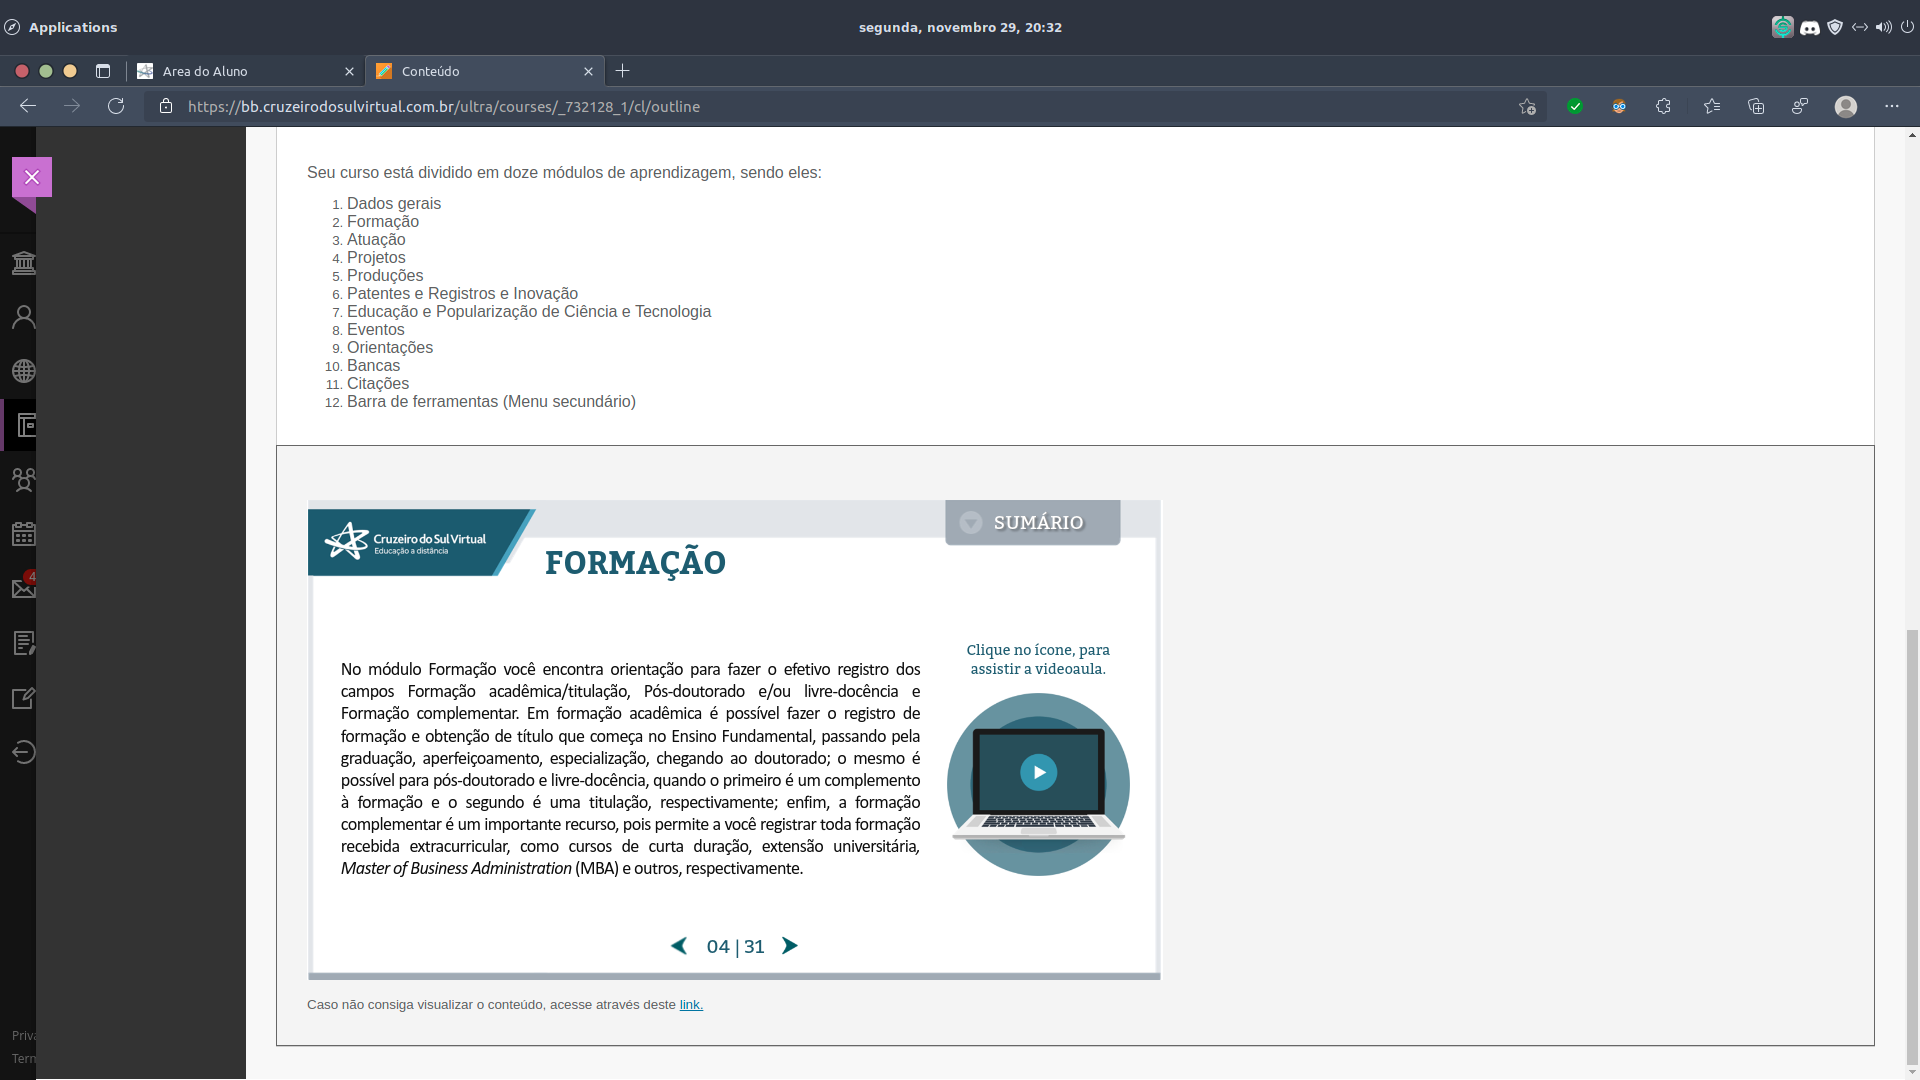 Applications
segunda, novembro 29, 20:32
Area do Aluno
Conteúdo
https://bb.cruzeirodosulvirtual.com.br/ultra/courses/_732128_1/cl/outline
Seu curso está dividido em doze módulos de aprendizagem, sendo eles:
1. Dados gerais
2. Formação
3. Atuação
4. Projetos
5. Produções
6. Patentes e Registros e Inovação
7. Educação e Popularização de Ciência e Tecnologia
8. Eventos
9. Orientações
10. Bancas
11. Citações
12. Barra de ferramentas (Menu secundário)
4
SUMÁRIO
Cruzeiro do Sul Virtual
Educação a distância
FORMAÇÃO
Clique no ícone, para
assistir a videoaula.
No módulo Formação você encontra orientação para fazer o efetivo registro dos
campos Formação acadêmica/titulação, Pós-doutorado e/ou livre-docência e
Formação complementar. Em formação acadêmica é possível fazer o registro de
formação e obtenção de título que começa no Ensino Fundamental, passando pela
graduação, aperfeiçoamento, especialização, chegando ao doutorado; o mesmo é
possível para pós-doutorado e livre-docência, quando o primeiro é um complemento
à formação e o segundo é uma titulação, respectivamente; enfim, a formação
complementar é um importante recurso, pois permite a você registrar toda formação
recebida extracurricular, como cursos de curta duração, extensão universitária,
Master of Business Administration (MBA) e outros, respectivamente.
04 | 31
Caso não consiga visualizar o conteúdo, acesse através deste link.
Priva
Term